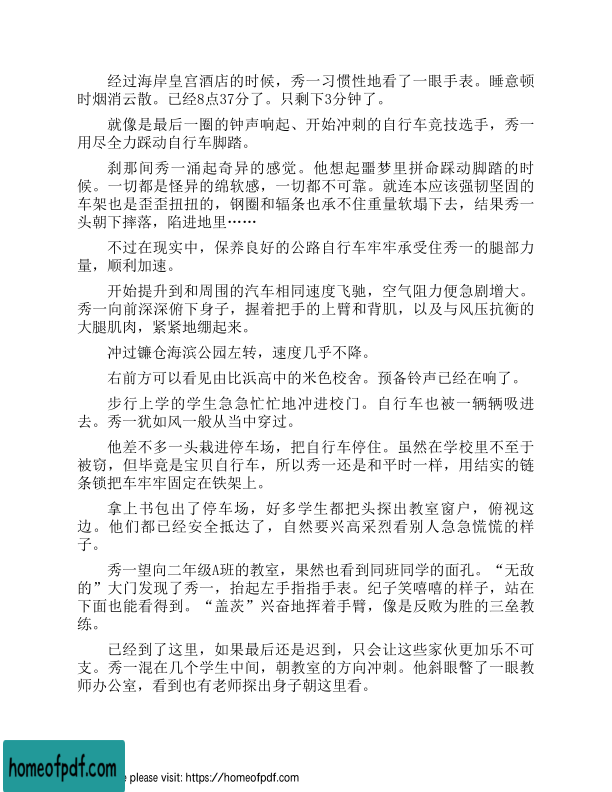 经过海岸皇宫酒店的时候，秀一习惯性地看了一眼手表。睡意顿
时烟消云散。已经8点37分了。只剩下3分钟了。
就像是最后一圈的钟声响起、开始冲刺的自行车竞技选手，秀一
用尽全力踩动自行车脚踏。
刹那间秀一涌起奇异的感觉。他想起噩梦里拼命踩动脚踏的时
候。一切都是怪异的绵软感，一切都不可靠。就连本应该强韧坚固的
车架也是歪歪扭扭的，钢圈和辐条也承不住重量软塌下去，结果秀一
头朝下摔落，陷进地里……
不过在现实中，保养良好的公路自行车牢牢承受住秀一的腿部力
量，顺利加速。
开始提升到和周围的汽车相同速度飞驰，空气阻力便急剧增大。
秀一向前深深俯下身子，握着把手的上臂和背肌，以及与风压抗衡的
大腿肌肉，紧紧地绷起来。
冲过镰仓海滨公园左转，速度几乎不降。
右前方可以看见由比浜高中的米色校舍。预备铃声已经在响了。
步行上学的学生急急忙忙地冲进校门。自行车也被一辆辆吸进
去。秀一犹如风一般从当中穿过。
他差不多一头栽进停车场，把自行车停住。虽然在学校里不至于
被窃，但毕竟是宝贝自行车，所以秀一还是和平时一样，用结实的链
条锁把车牢牢固定在铁架上。
拿上书包出了停车场，好多学生都把头探出教室窗户，俯视这
边。他们都已经安全抵达了，自然要兴高采烈看别人急急慌慌的样
子。
秀一望向二年级A班的教室，果然也看到同班同学的面孔。“无敌
的”大门发现了秀一，抬起左手指指手表。纪子笑嘻嘻的样子，站在
下面也能看得到。“盖茨”兴奋地挥着手臂，像是反败为胜的三垒教
练。
已经到了这里，如果最后还是迟到，只会让这些家伙更加乐不可
支。秀一混在几个学生中间，朝教室的方向冲刺。他斜眼瞥了一眼教
师办公室，看到也有老师探出身子朝这里看。
homeofpdf.com
e please visit: https://homeofpdf.com